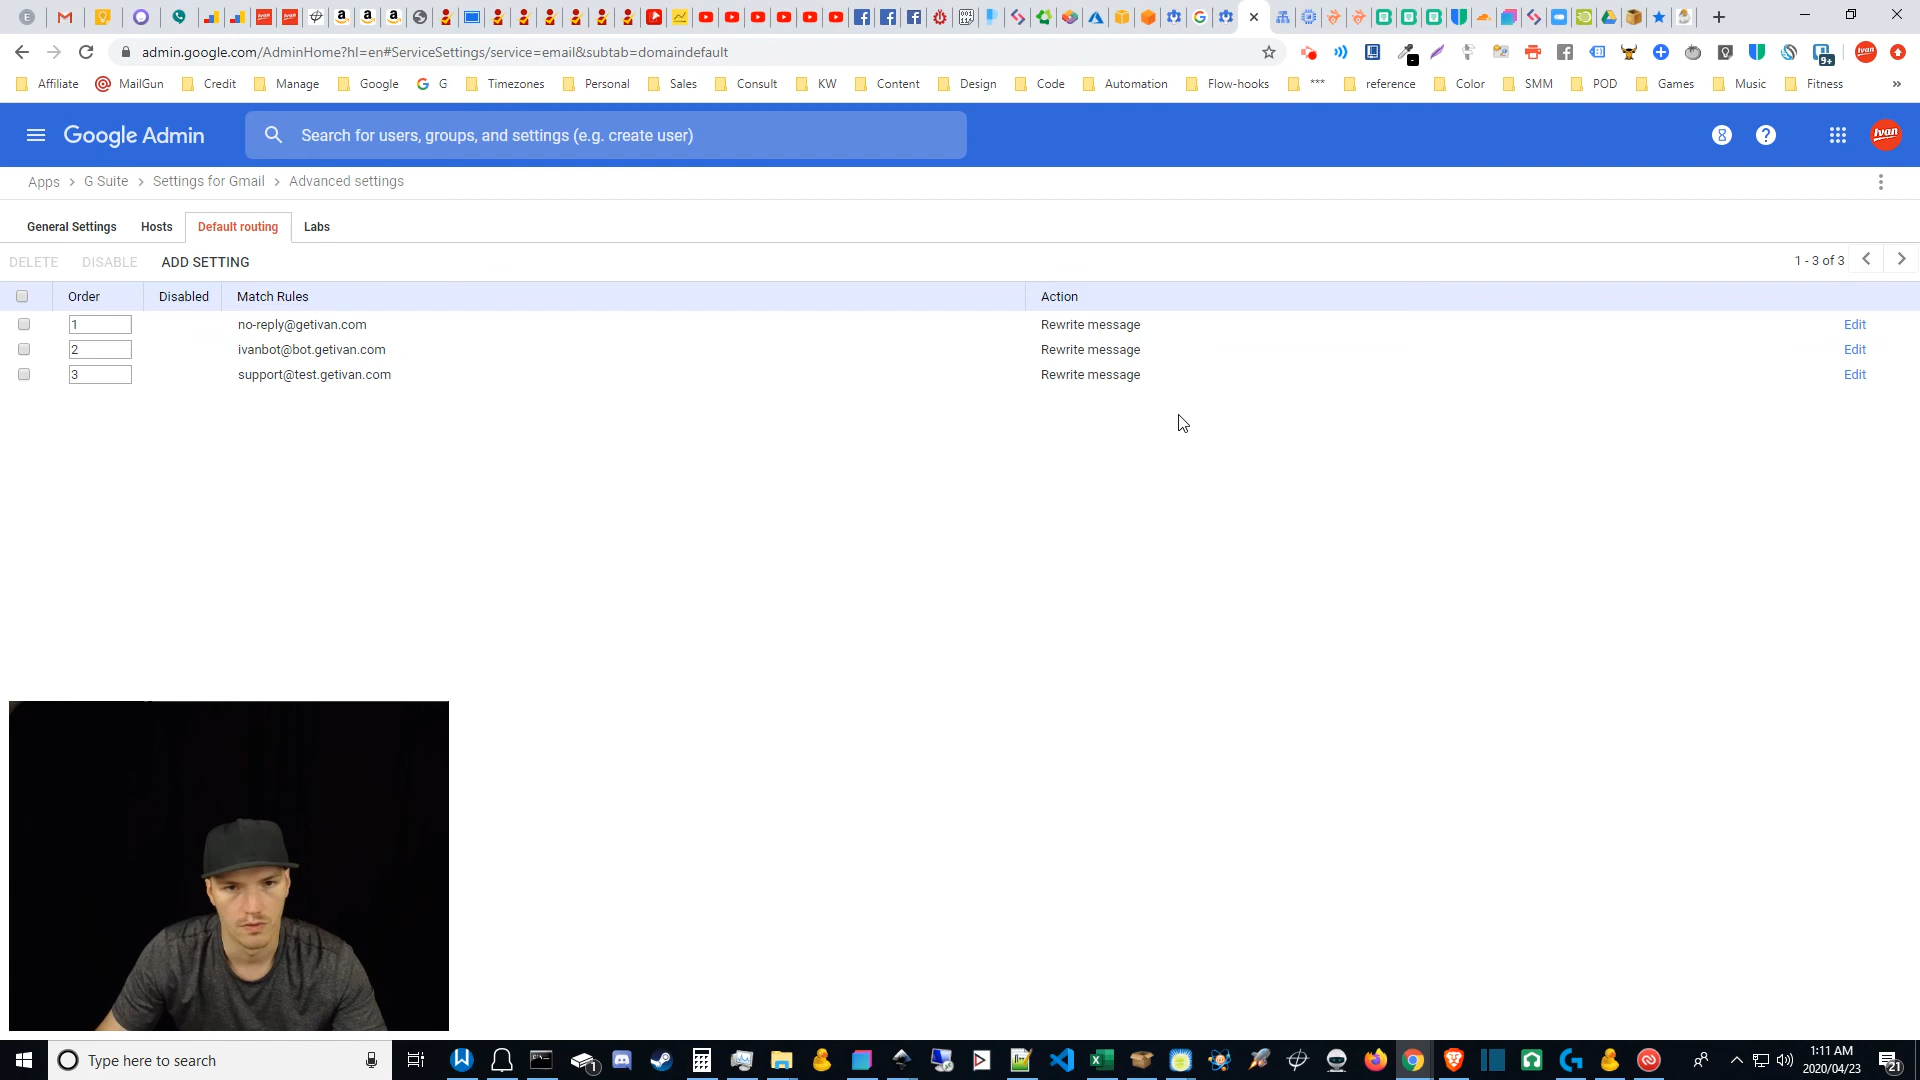 admin.google.com/AdminHome?hl=en#ServiceSettings/service=email&subtab=domaindefault
Affiliate MailGun Credit Manage Google G Timezones Personal Sales Consult KW Content Design Code Automation Flow-hooks *** reference Color SMM POD Games Music Fitness »
Google Admin Search for users, groups, and settings (e.g. create user) Ivan
Apps > G Suite > Settings for Gmail > Advanced settings
General Settings Hosts Default routing Labs
DELETE DISABLE ADD SETTING 1 - 3 of 3
Order Disabled Match Rules Action
1 no-reply@getivan.com Rewrite message Edit
2 ivanbot@bot.getivan.com Rewrite message Edit
3 support@test.getivan.com Rewrite message Edit
Type here to search 1:11 AM
2020/04/23 21